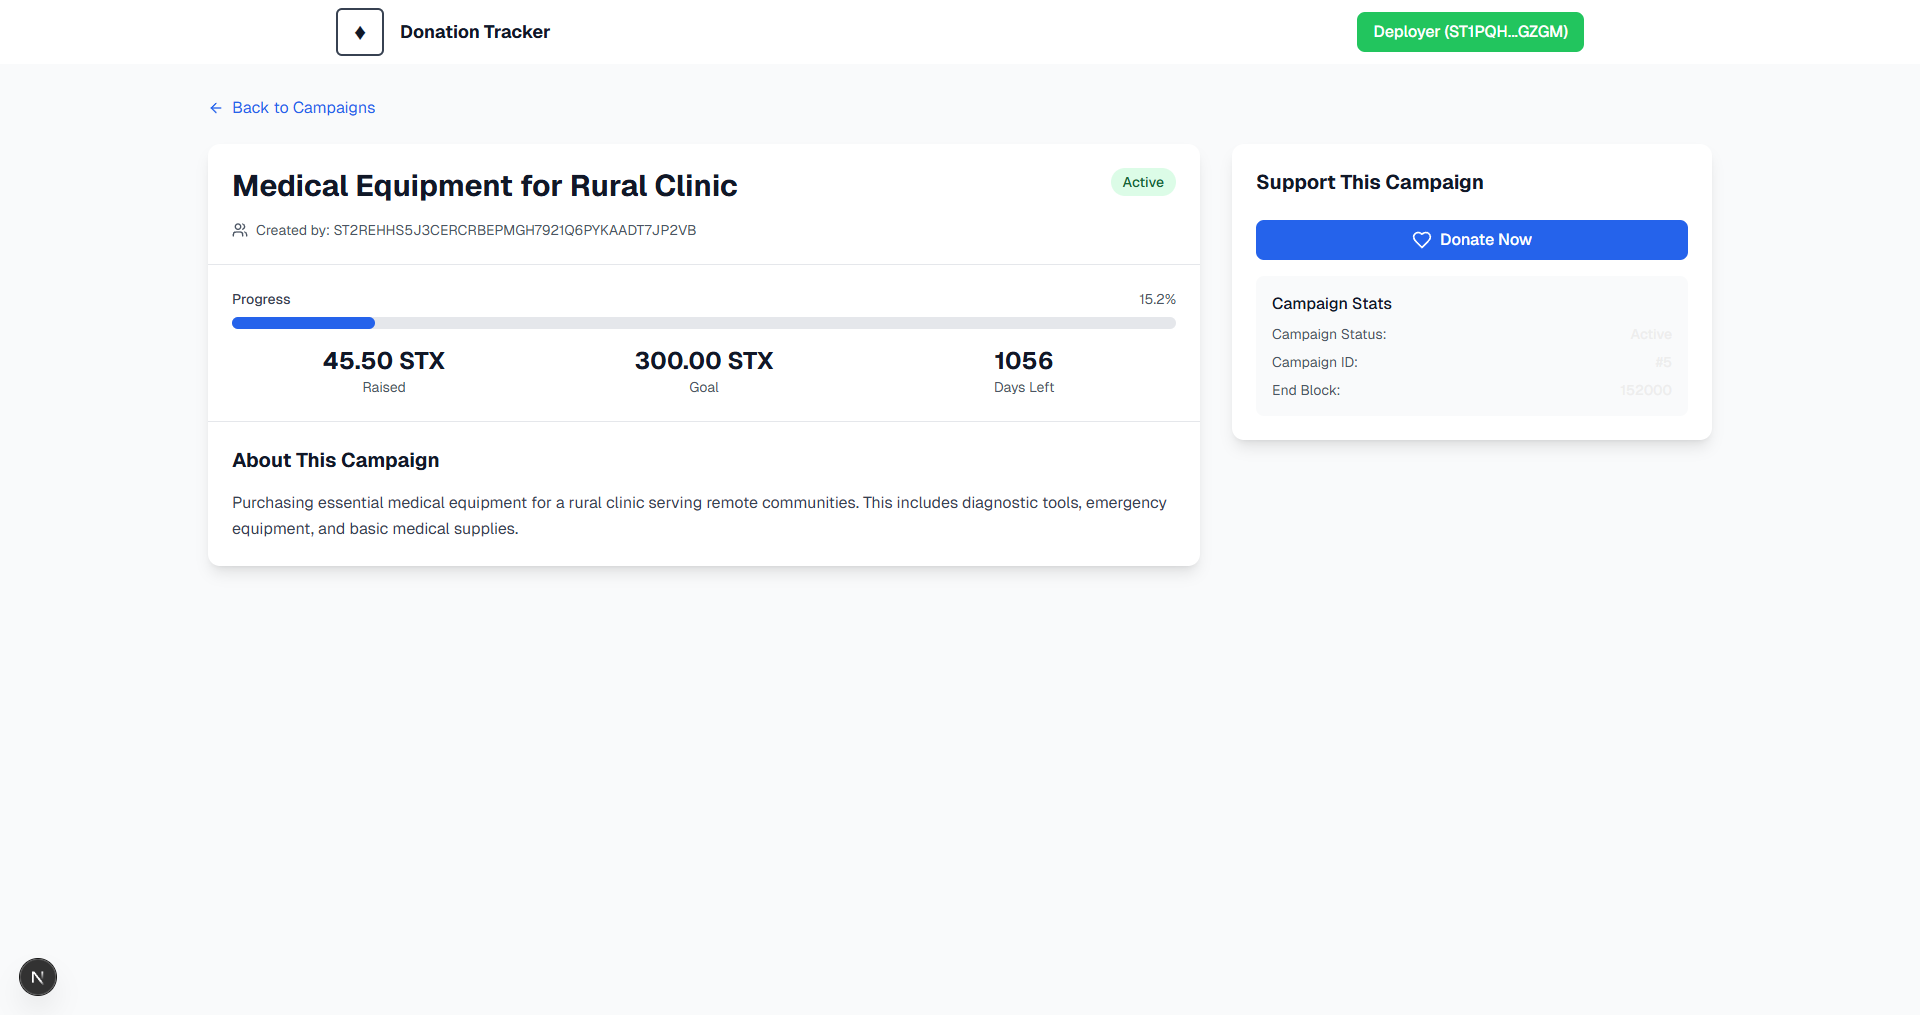 Donation Tracker
Deployer (ST1PQH...GZGM)
Back to Campaigns
Medical Equipment for Rural Clinic
Active
Created by: ST2REHHS5J3CERCRBEPMGH7921Q6PYKAADT7JP2VB
Progress
15.2%
45.50 STX
Raised
300.00 STX
Goal
1056
Days Left
About This Campaign
Purchasing essential medical equipment for a rural clinic serving remote communities. This includes diagnostic tools, emergency
equipment, and basic medical supplies.
Support This Campaign
Donate Now
Campaign Stats
Campaign Status: Active
Campaign ID: #5
End Block: 152000
N